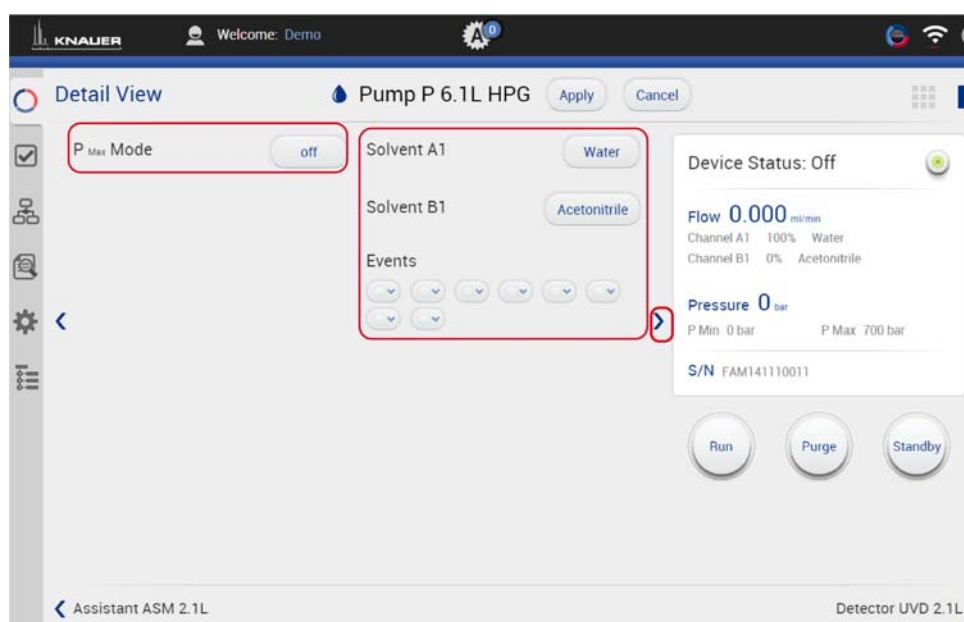 KNAUER
Welcome: Demo
A 0
Detail View
Pump P 6.1L HPG
Apply
Cancel
P Max Mode
off
Solvent A1
Water
Solvent B1
Acetonitrile
Events
Device Status: Off
Flow 0.000 ml/min
Channel A1 100% Water
Channel B1 0% Acetonitrile
Pressure 0 bar
P Min 0 bar P Max 700 bar
S/N FAM141110011
Run
Purge
Standby
Assistant ASM 2.1L
Detector UVD 2.1L